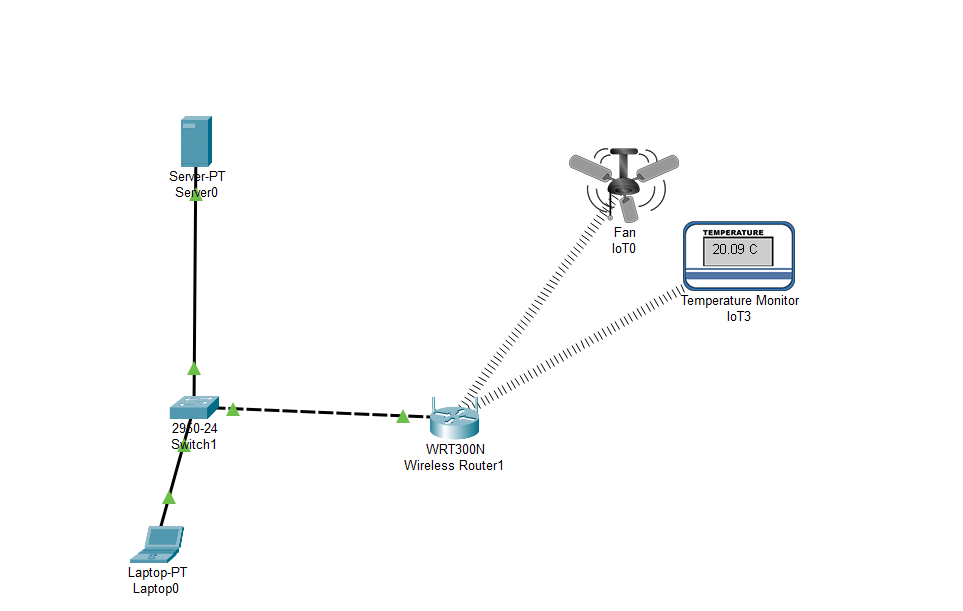 Server-PT
Server0
Fan
IoT0
TEMPERATURE
20.09 C
Temperature Monitor
IoT3
2960-24
Switch1
WRT300N
Wireless Router1
Laptop-PT
Laptop0